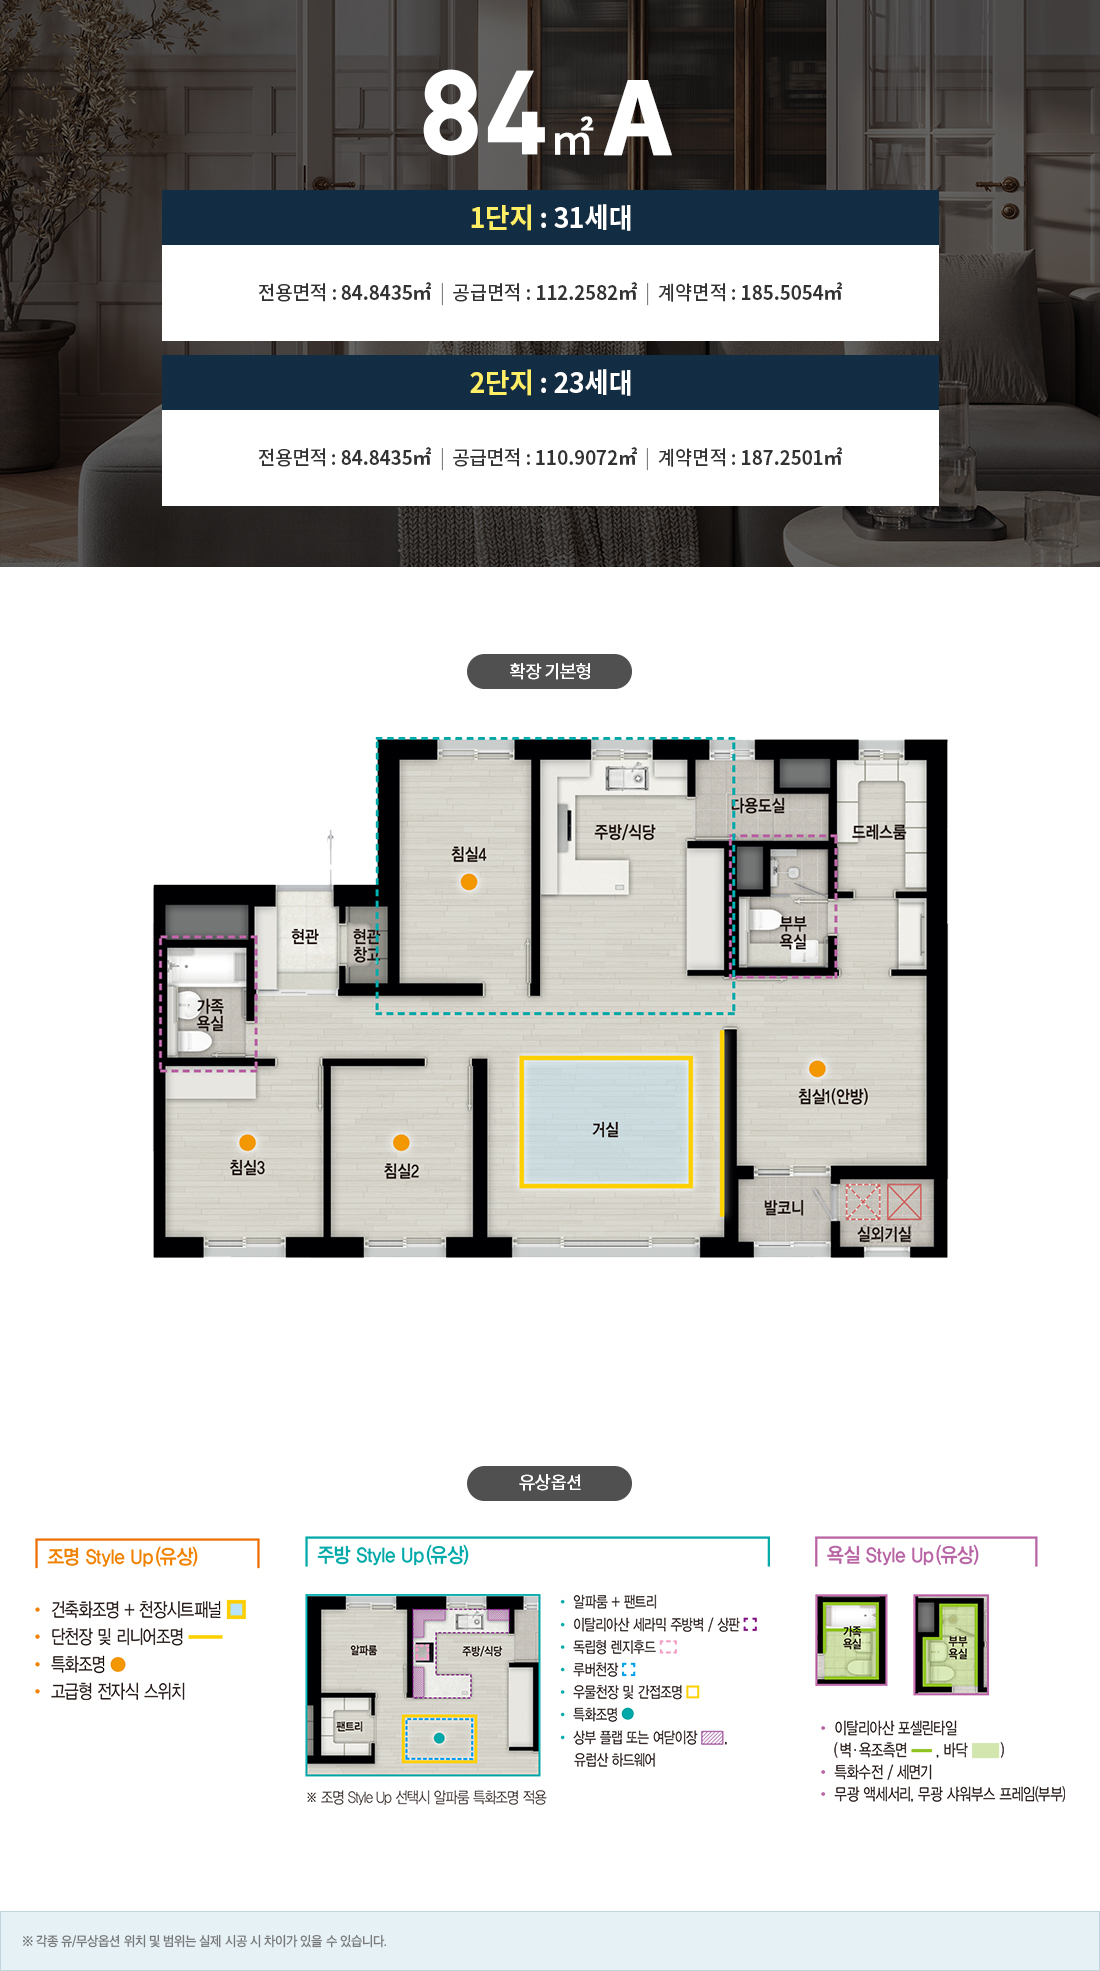 84㎡ A
1단지 : 31세대
전용면적 : 84.8435㎡ | 공급면적 : 112.2582㎡ | 계약면적 : 185.5054㎡
2단지 : 23세대
전용면적 : 84.8435㎡ | 공급면적 : 110.9072㎡ | 계약면적 : 187.2501㎡
확장 기본형
다용도실
주방/식당
드레스룸
침실4
현관
현관
창고
부부
욕실
가족
욕실
침실1(안방)
거실
침실3
침실2
발코니
실외기실
유상옵션
조명 Style Up(유상)
• 건축화조명 + 천장시트패널
• 단천장 및 리니어조명
• 특화조명
• 고급형 전자식 스위치
주방 Style Up(유상)
알파룸
주방/식당
팬트리
※ 조명 Style Up 선택시 알파룸 특화조명 적용
• 알파룸 + 팬트리
• 이탈리아산 세라믹 주방벽 / 상판
• 독립형 렌지후드
• 루버천장
• 우물천장 및 간접조명
• 특화조명
• 상부 플랩 또는 여닫이장 ,
유럽산 하드웨어
욕실 Style Up(유상)
가족
욕실
부부
욕실
• 이탈리아산 포셀린타일
(벽·욕조측면 , 바닥 )
• 특화수전 / 세면기
• 무광 액세서리, 무광 샤워부스 프레임(부부)
※ 각종 유/무상옵션 위치 및 범위는 실제 시공 시 차이가 있을 수 있습니다.